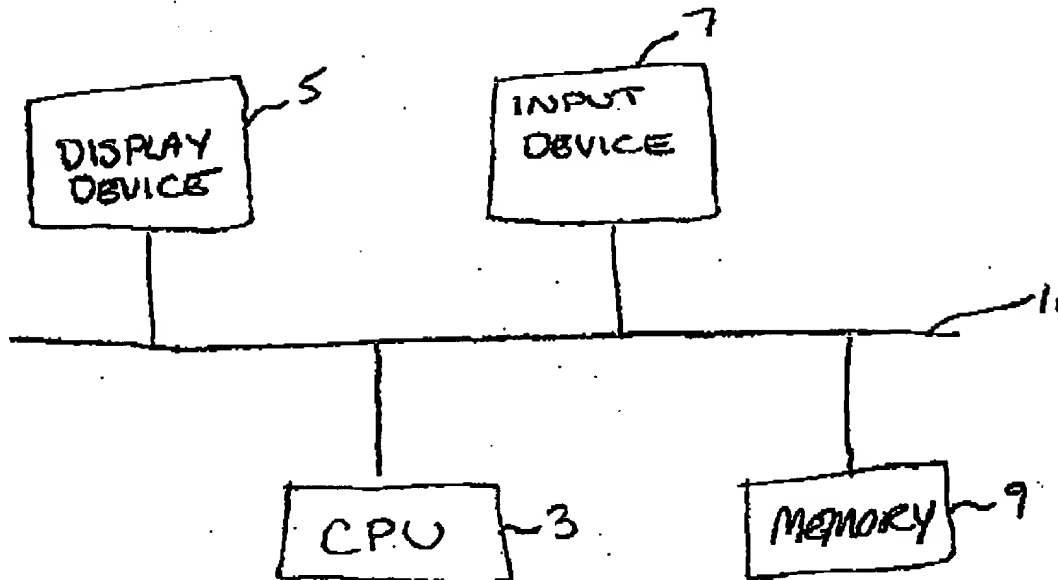 7
5
DISPLAY
DEVICE
INPUT
DEVICE
CPU
3
MEMORY
9